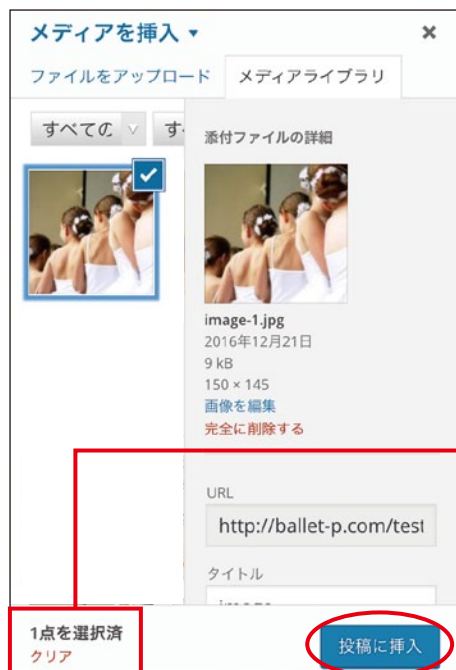 メディアを挿入 ▼ ×
ファイルをアップロード メディアライブラリ
すべての す
添付ファイルの詳細
image-1.jpg
2016年12月21日
9 kB
150 × 145
画像を編集
完全に削除する
URL
http://ballet-p.com/test
タイトル
image
1点を選択済
クリア
投稿に挿入